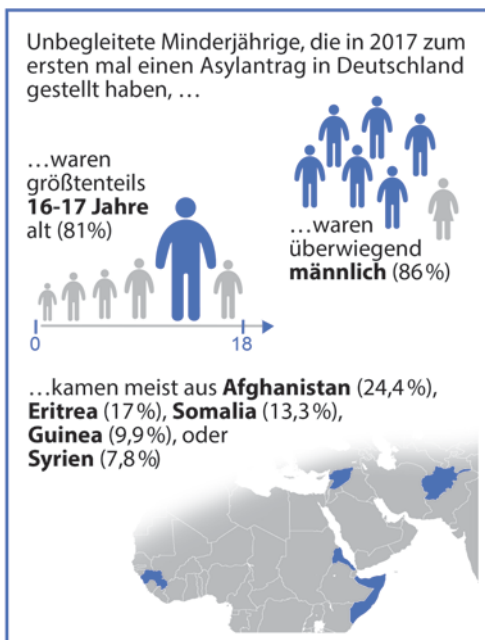 Unbegleitete Minderjährige, die in 2017 zum
ersten mal einen Asylantrag in Deutschland
gestellt haben, …
…waren
größtenteils
16-17 Jahre
alt (81%)
0
18
…waren
überwiegend
männlich (86%)
…kamen meist aus Afghanistan (24,4%),
Eritrea (17%), Somalia (13,3%),
Guinea (9,9%), oder
Syrien (7,8%)